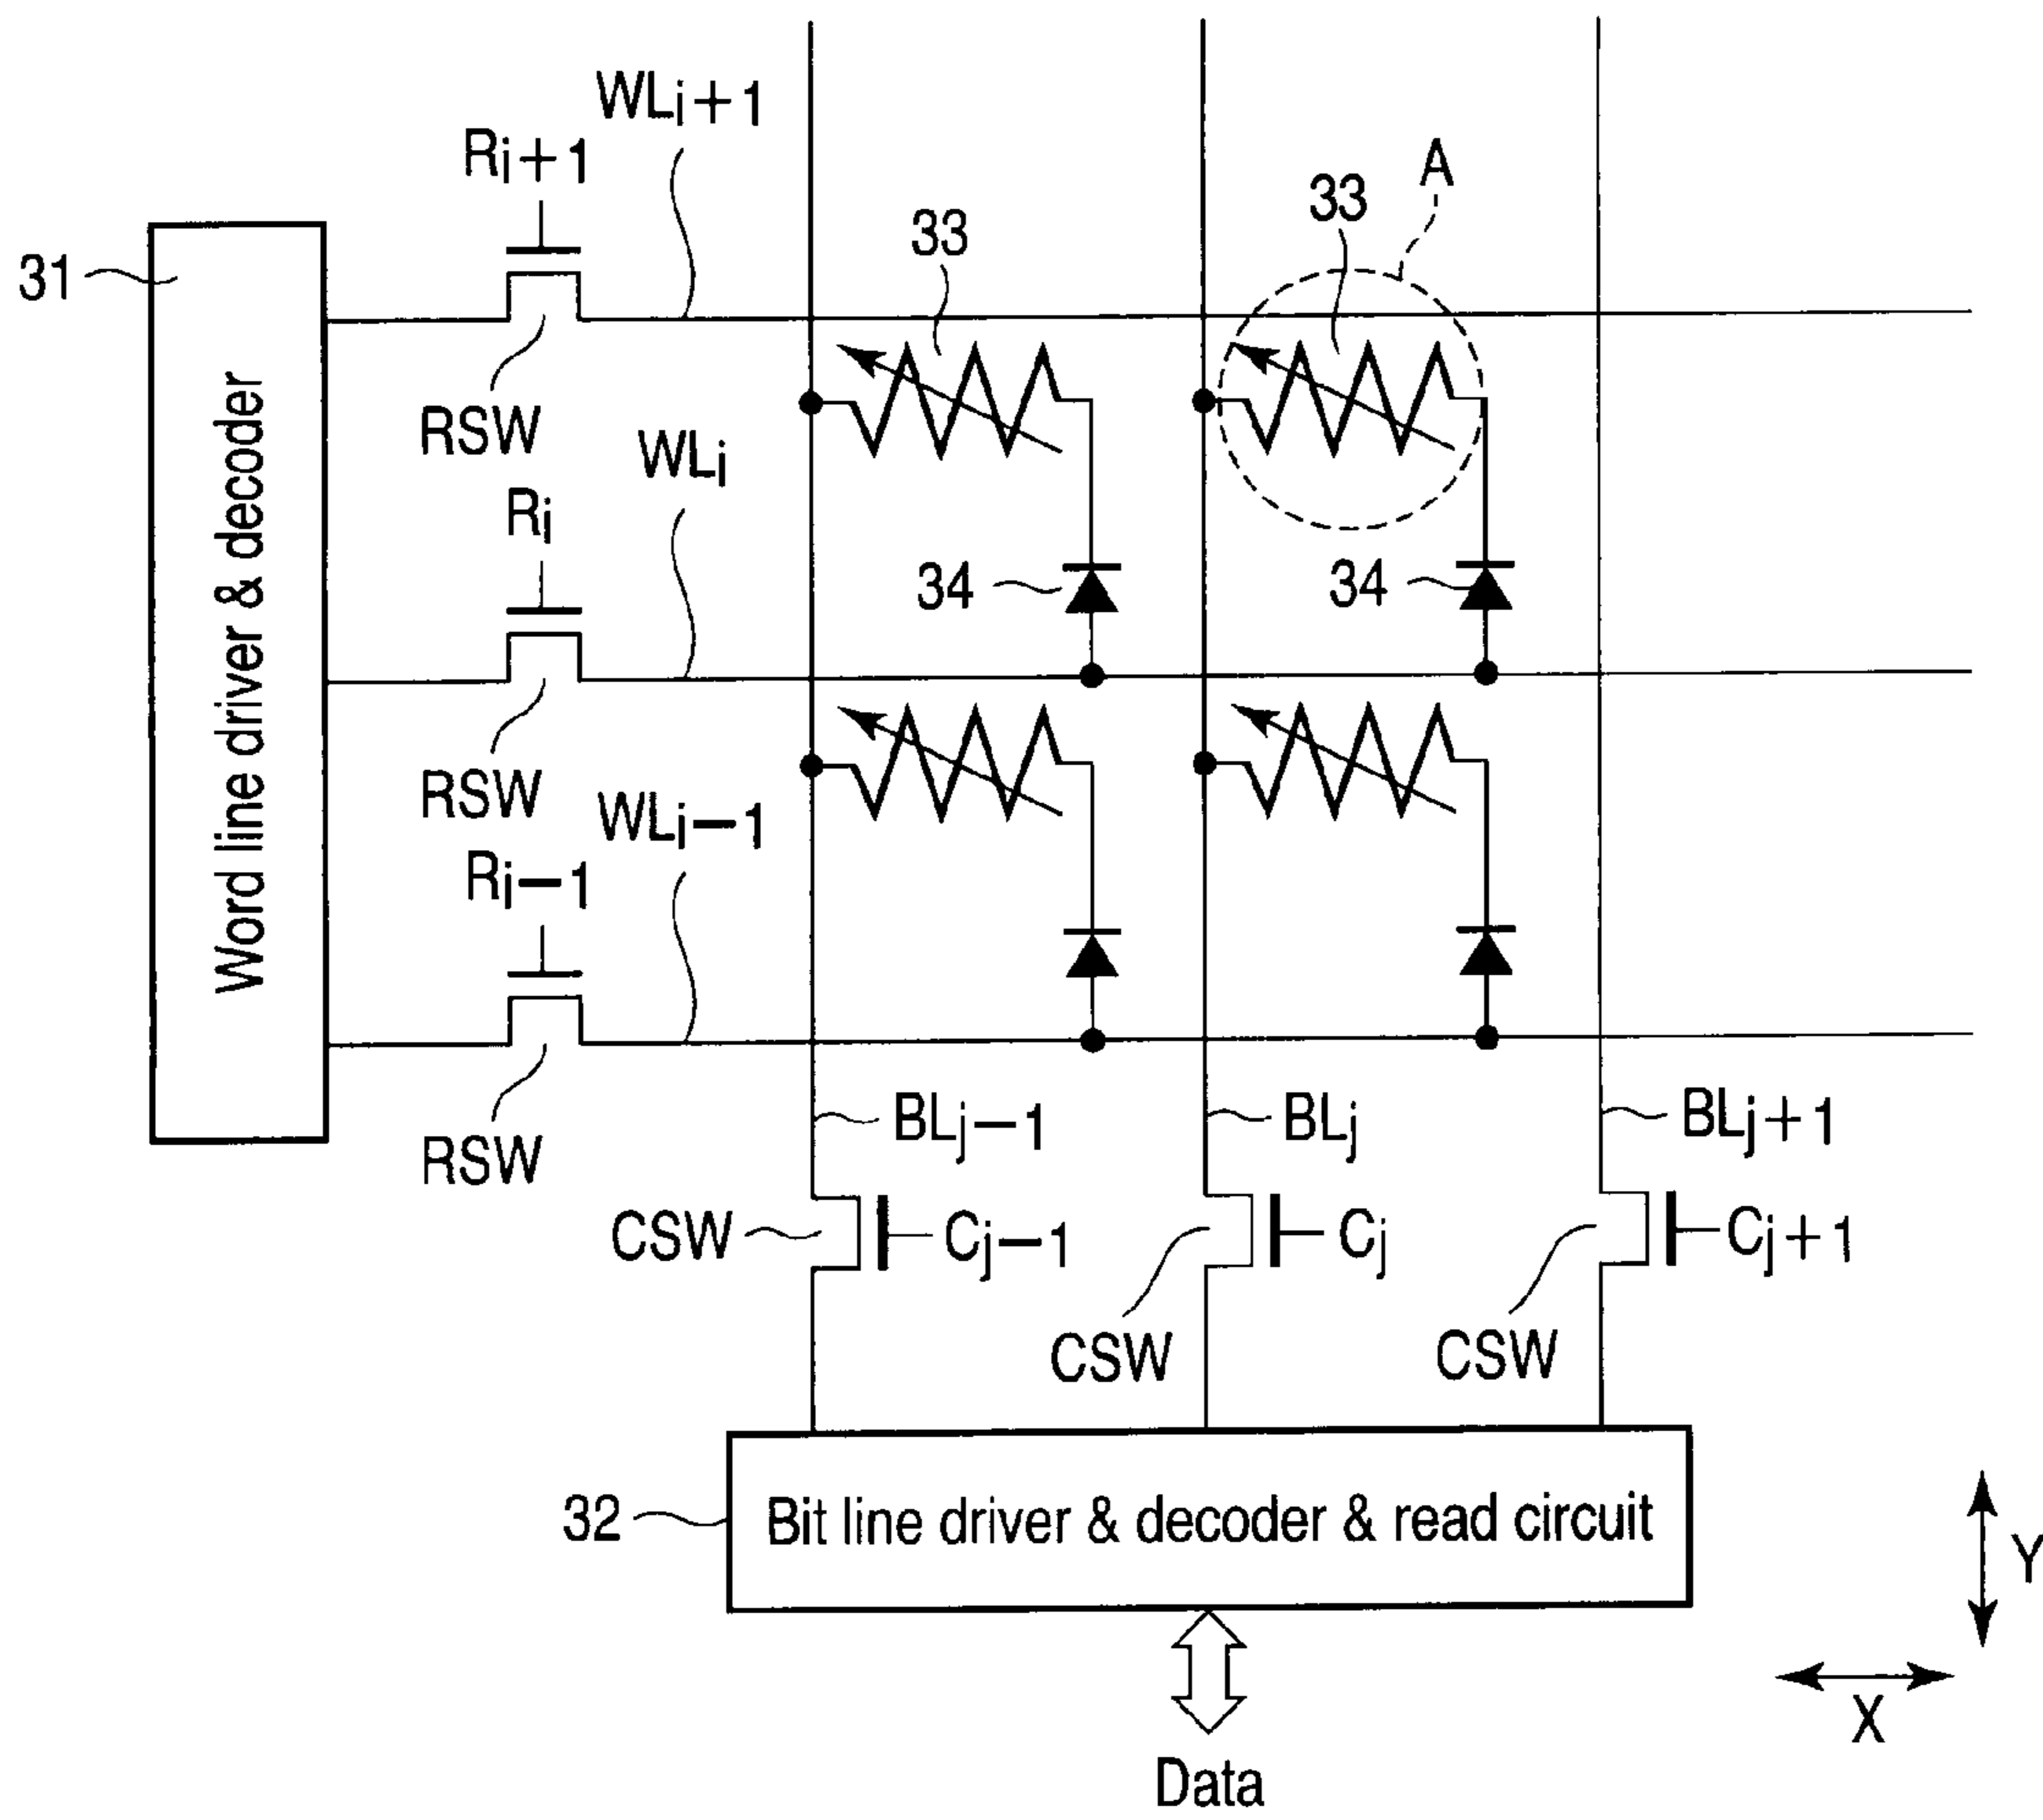 WLi+1
Ri+1
A
33
33
31
RSW
WLi
Ri
34
34
Word line driver & decoder
RSW
WLi−1
Ri−1
RSW
BLj−1
BLj
BLj+1
CSW
Cj−1
Cj
Cj+1
CSW
CSW
32
Bit line driver & decoder & read circuit
Y
X
Data